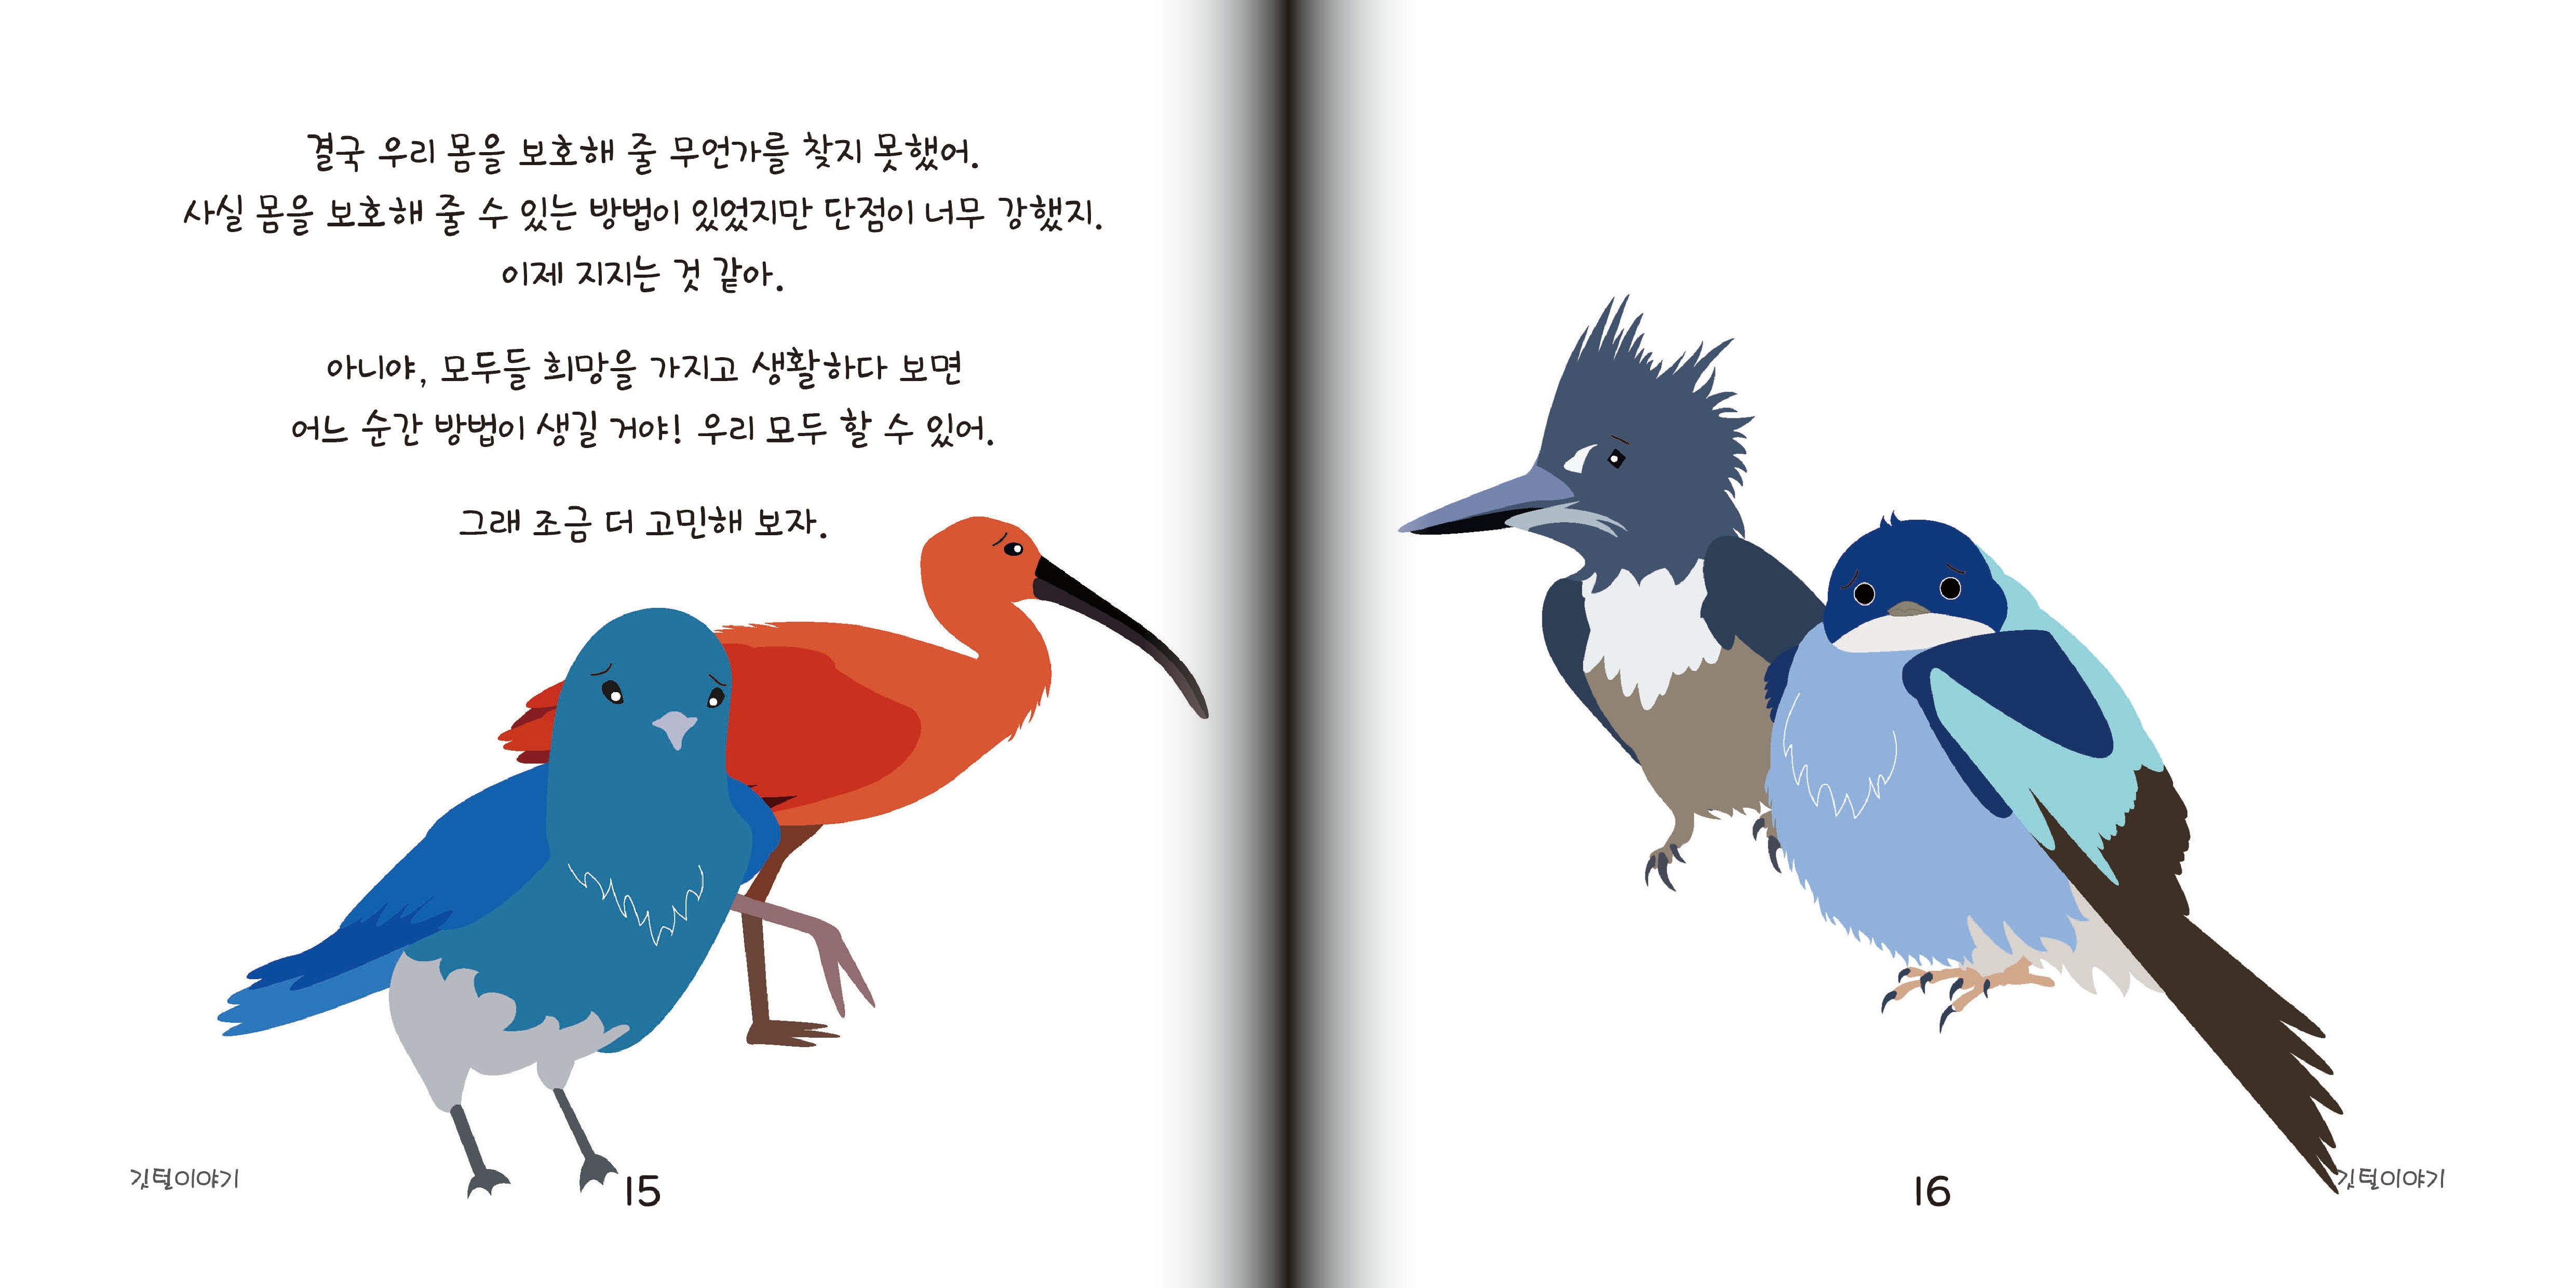 결국 우리 몸을 보호해 줄 무언가를 찾지 못했어.
사실 몸을 보호해 줄 수 있는 방법이 있었지만 단점이 너무 강했지.
이제 지지는 것 같아.
아니야, 모두들 희망을 가지고 생활하다 보면
어느 순간 방법이 생길 거야! 우리 모두 할 수 있어.
그래 조금 더 고민해 보자.
깃털이야기
15
16
깃털이야기